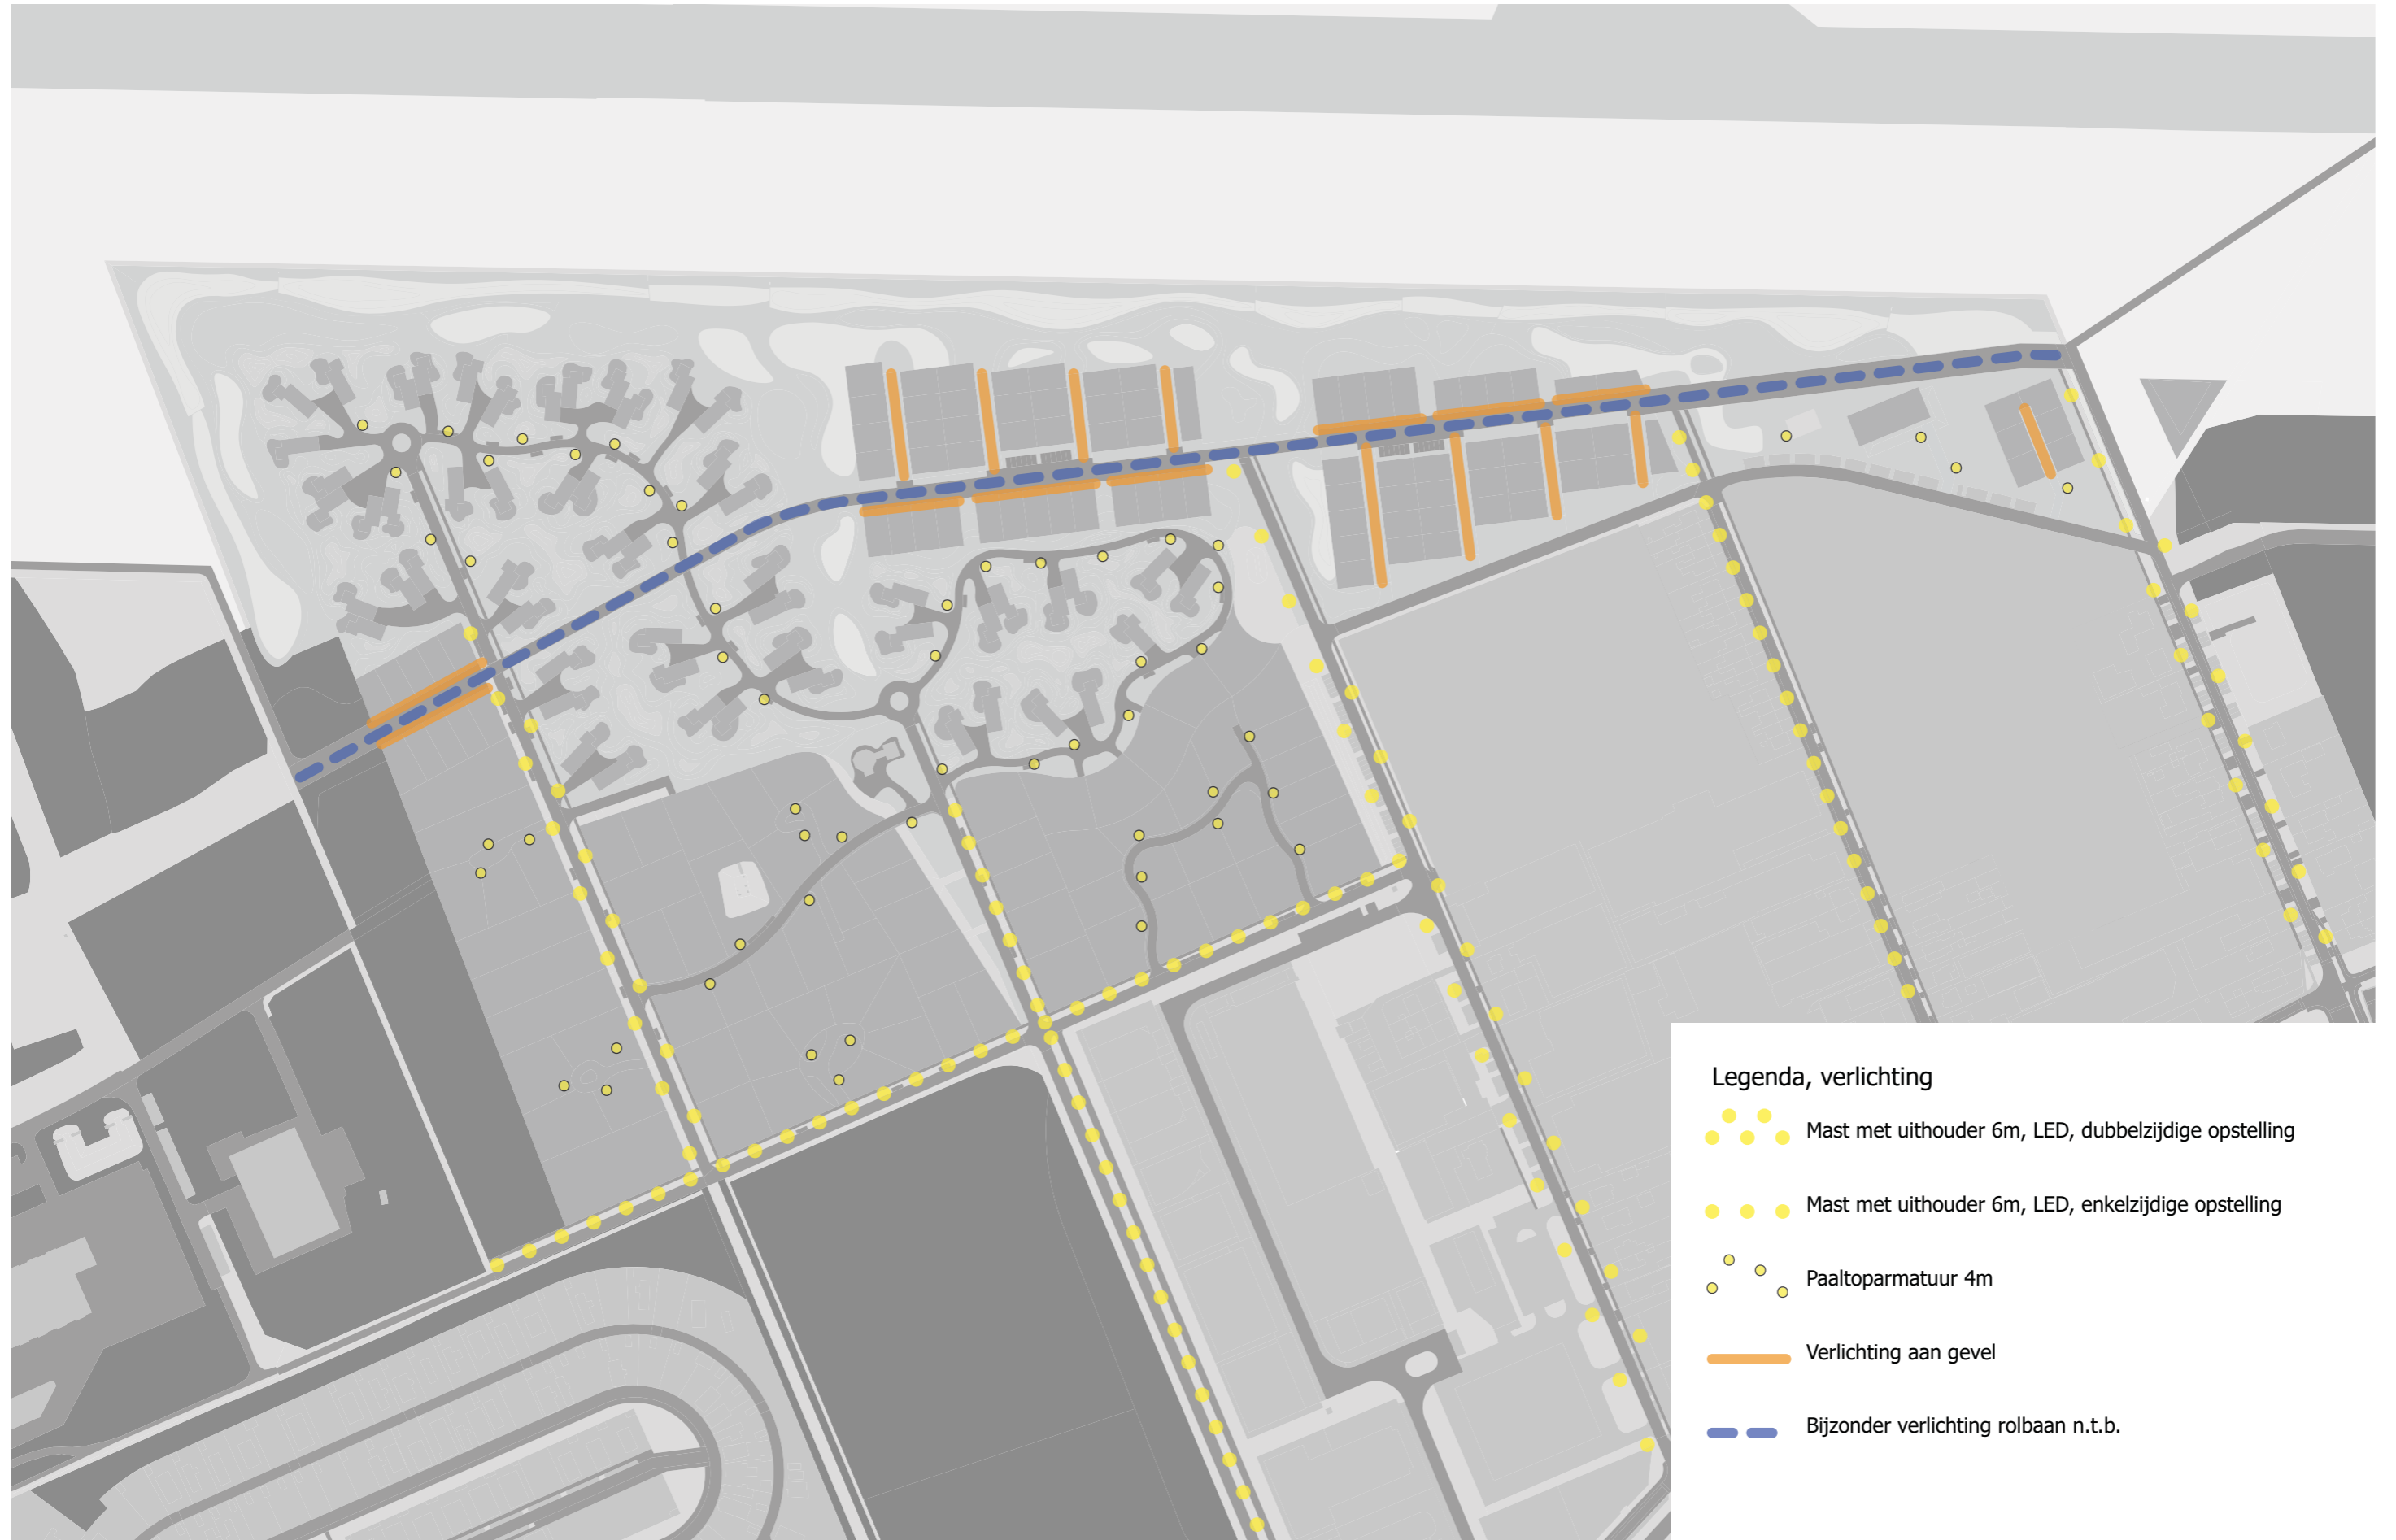 Legenda, verlichting
Mast met uithouder 6m, LED, dubbelzijdige opstelling
Mast met uithouder 6m, LED, enkelzijdige opstelling
Paaltoparmatuur 4m
Verlichting aan gevel
Bijzonder verlichting rolbaan n.t.b.